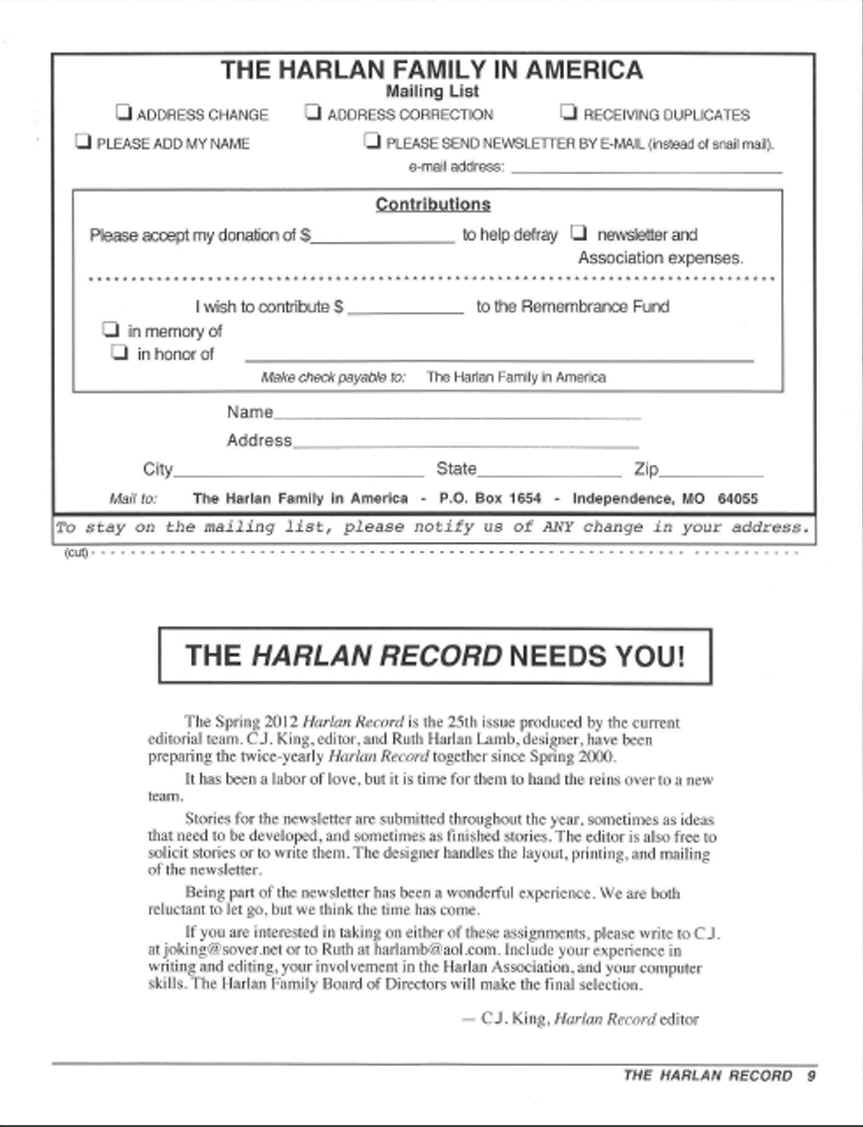 THE HARLAN FAMILY IN AMERICA
Mailing List
❏ ADDRESS CHANGE ❏ ADDRESS CORRECTION ❏ RECEIVING DUPLICATES
❏ PLEASE ADD MY NAME ❏ PLEASE SEND NEWSLETTER BY E-MAIL (instead of snail mail).
e-mail address: ____________________
Contributions
Please accept my donation of $____________ to help defray ❏ newsletter and
Association expenses.
I wish to contribute $ __________ to the Remembrance Fund
❏ in memory of
❏ in honor of ____________________
Make check payable to: The Harlan Family in America
Name____________________
Address____________________
City____________________ State____________ Zip__________
Mail to: The Harlan Family in America - P.O. Box 1654 - Independence, MO 64055
To stay on the mailing list, please notify us of ANY change in your address.
(cut)
THE HARLAN RECORD NEEDS YOU!
The Spring 2012 Harlan Record is the 25th issue produced by the current
editorial team. C.J. King, editor, and Ruth Harlan Lamb, designer, have been
preparing the twice-yearly Harlan Record together since Spring 2000.
It has been a labor of love, but it is time for them to hand the reins over to a new
team.
Stories for the newsletter are submitted throughout the year, sometimes as ideas
that need to be developed, and sometimes as finished stories. The editor is also free to
solicit stories or to write them. The designer handles the layout, printing, and mailing
of the newsletter.
Being part of the newsletter has been a wonderful experience. We are both
reluctant to let go, but we think the time has come.
If you are interested in taking on either of these assignments, please write to C.J.
at joking@sover.net or to Ruth at harlamb@aol.com. Include your experience in
writing and editing, your involvement in the Harlan Association, and your computer
skills. The Harlan Family Board of Directors will make the final selection.
— C.J. King, Harlan Record editor
THE HARLAN RECORD 9